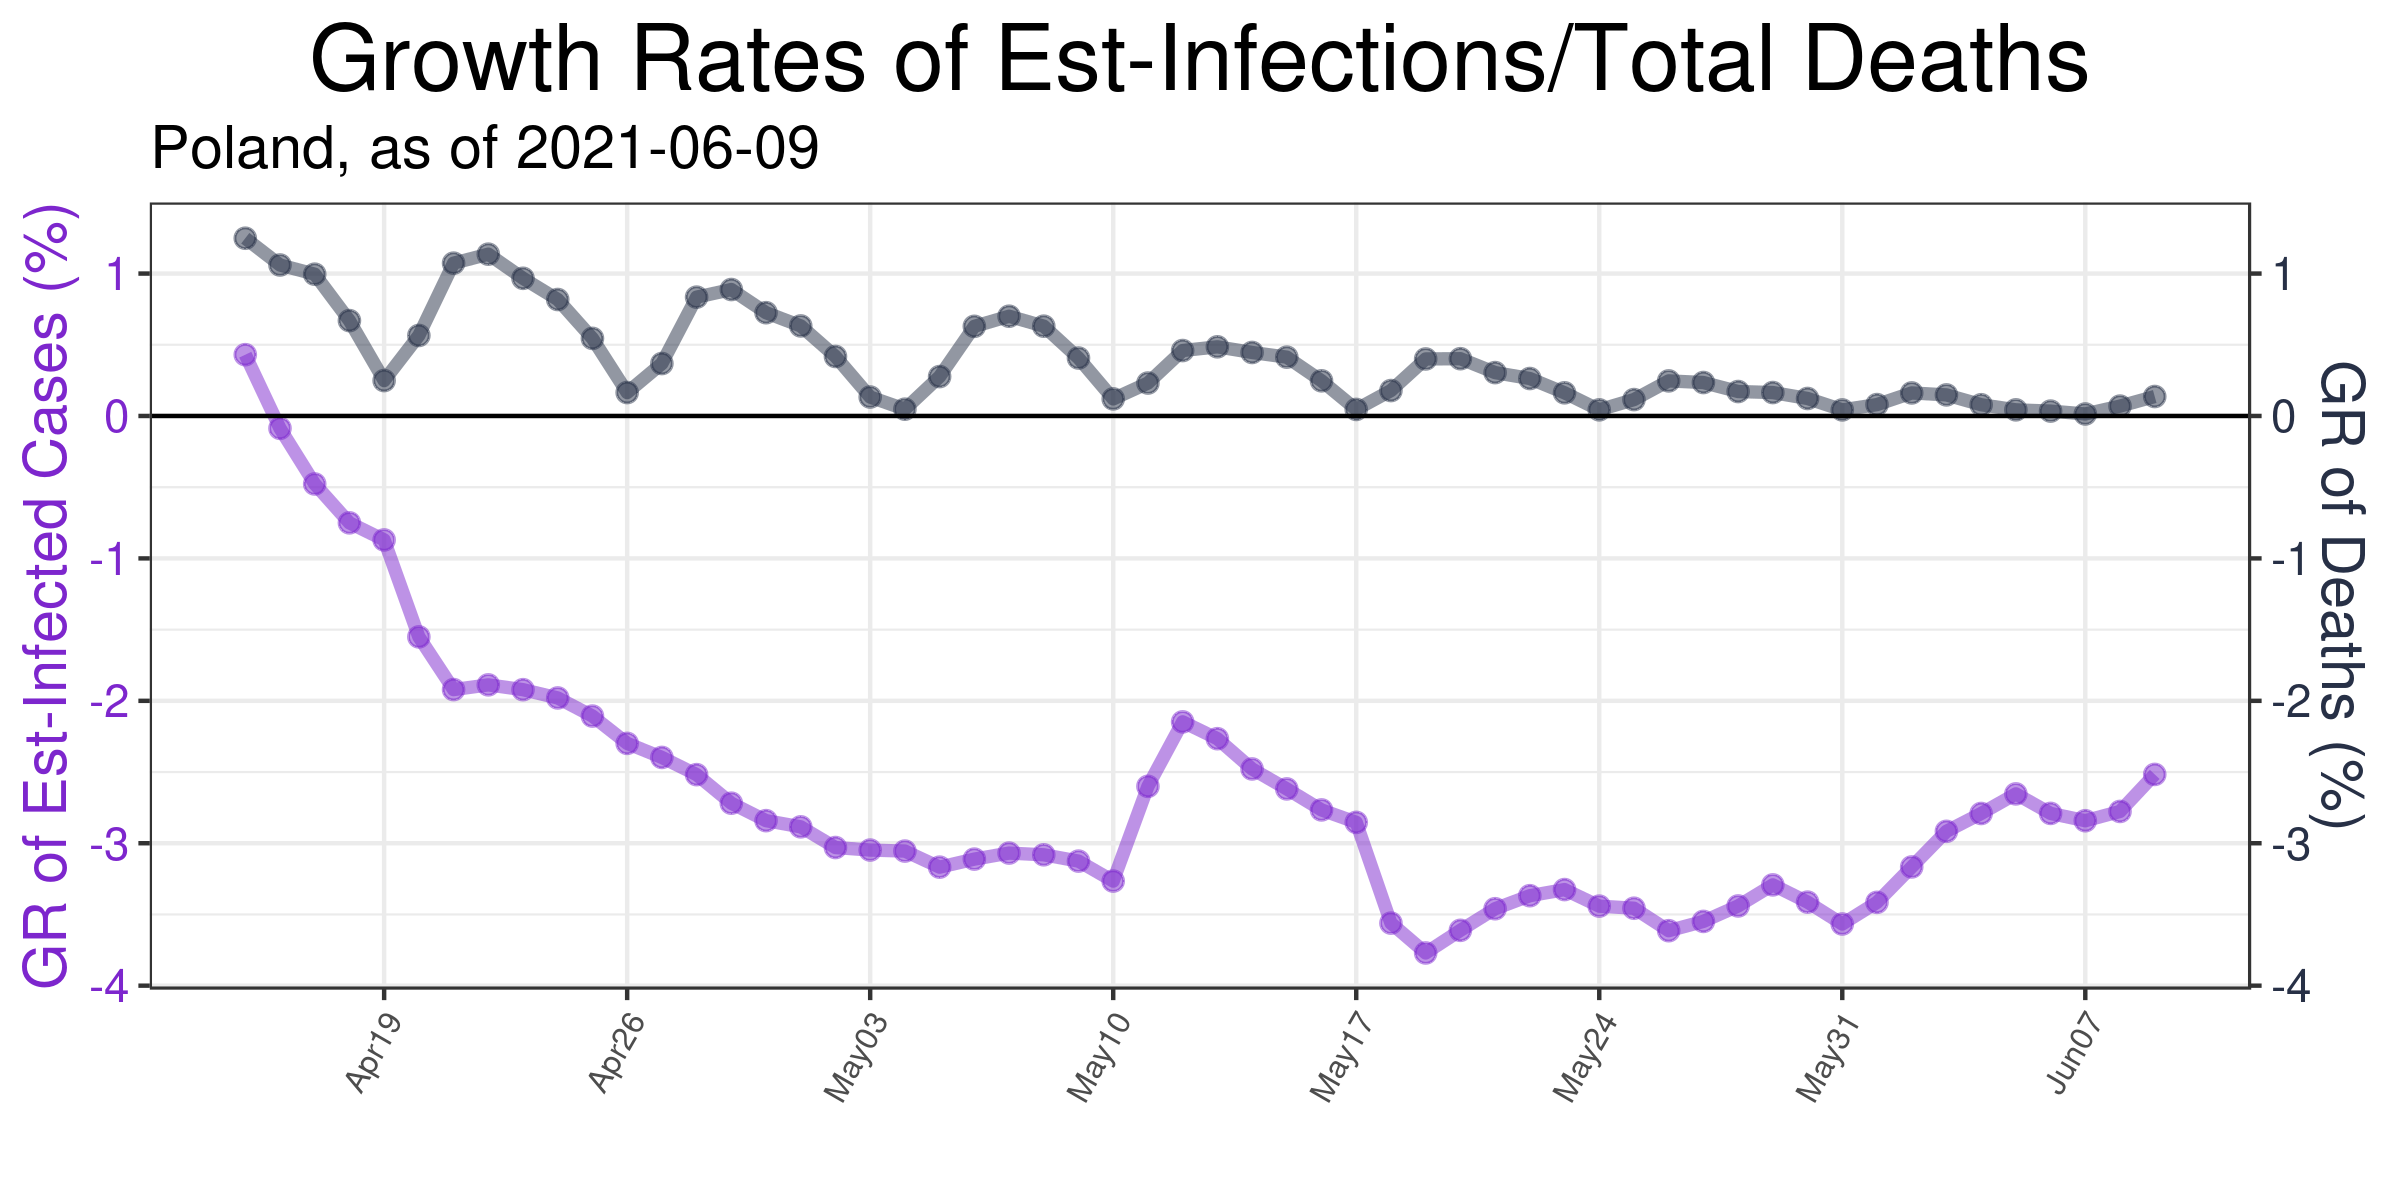 Growth Rates of Est-Infections/Total Deaths
Poland, as of 2021-06-09
GR of Est-Infected Cases (%)
1
0
-1
-2
-3
-4
1
0
-1
-2
-3
-4
GR of Deaths (%)
Apr19
Apr26
May03
May10
May17
May24
May31
Jun07